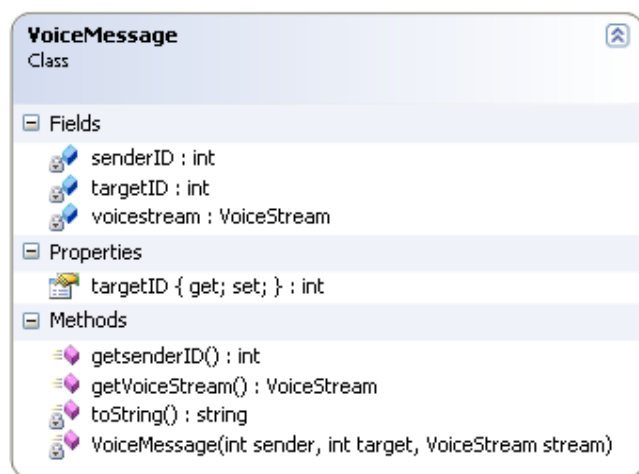 VoiceMessage
Class
Fields
senderID : int
targetID : int
voicestream : VoiceStream
Properties
targetID { get; set; } : int
Methods
getsenderID() : int
getVoiceStream() : VoiceStream
toString() : string
VoiceMessage(int sender, int target, VoiceStream stream)